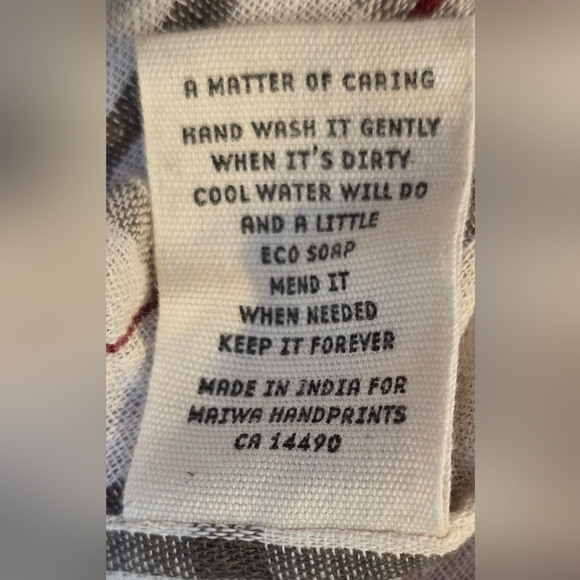 A MATTER OF CARING
HAND WASH IT GENTLY
WHEN IT'S DIRTY
COOL WATER WILL DO
AND A LITTLE
ECO SOAP
MEND IT
WHEN NEEDED
KEEP IT FOREVER
MADE IN INDIA FOR
MAIWA HANDPRINTS
CA 14490